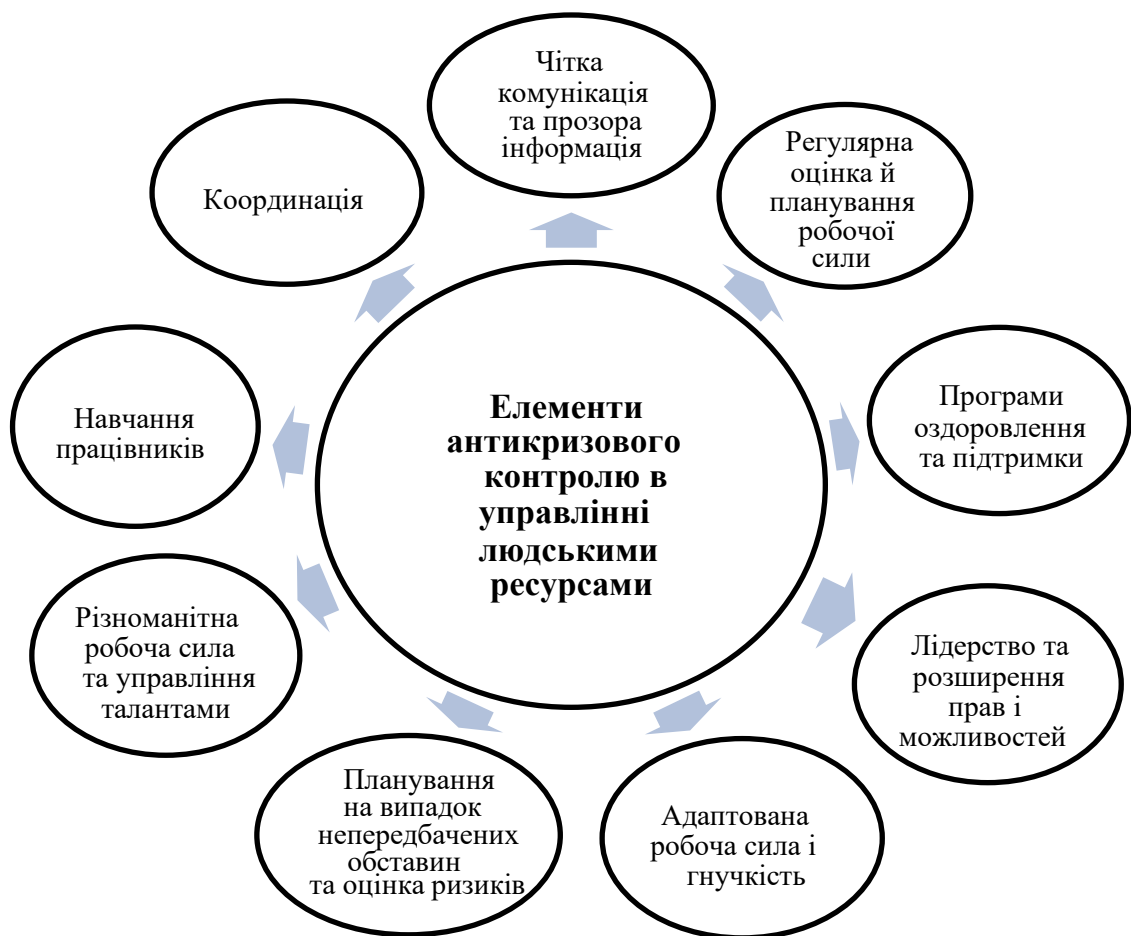 Чітка
комунікація
та прозора
інформація
Регулярна
оцінка й
планування
робочої
сили
Програми
оздоровлення
та підтримки
Лідерство та
розширення
прав і
можливостей
Адаптована
робоча сила і
гнучкість
Планування
на випадок
непередбачених
обставин
та оцінка ризиків
Різноманітна
робоча сила
та управління
талантами
Навчання
працівників
Координація
Елементи
антикризового
контролю в
управлінні
людськими
ресурсами